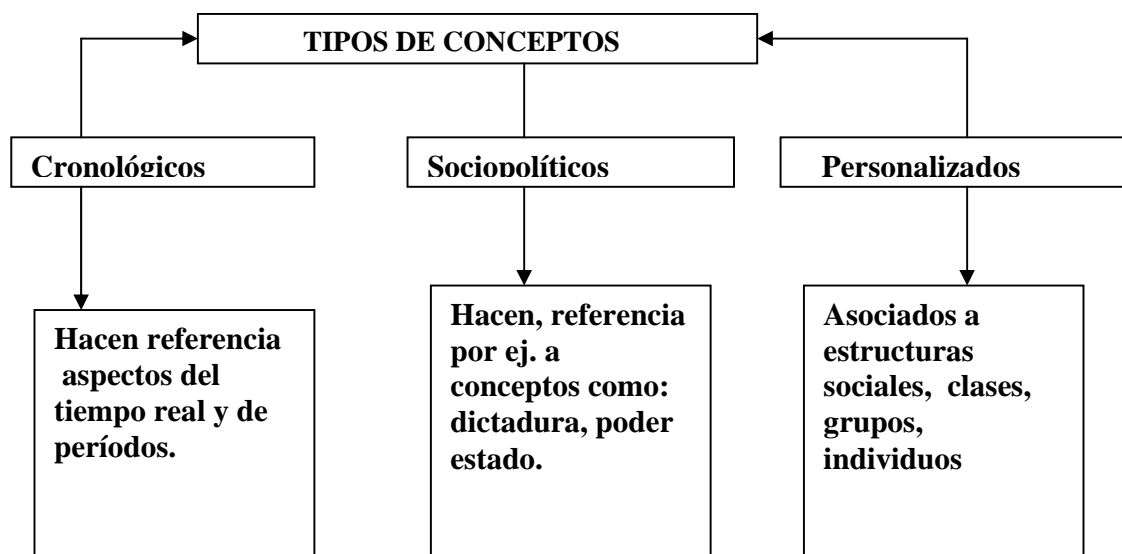 TIPOS DE CONCEPTOS
Cronológicos
Sociopolíticos
Personalizados
Hacen referencia
aspectos del
tiempo real y de
períodos.
Hacen, referencia
por ej. a
conceptos como:
dictadura, poder
estado.
Asociados a
estructuras
sociales, clases,
grupos,
individuos